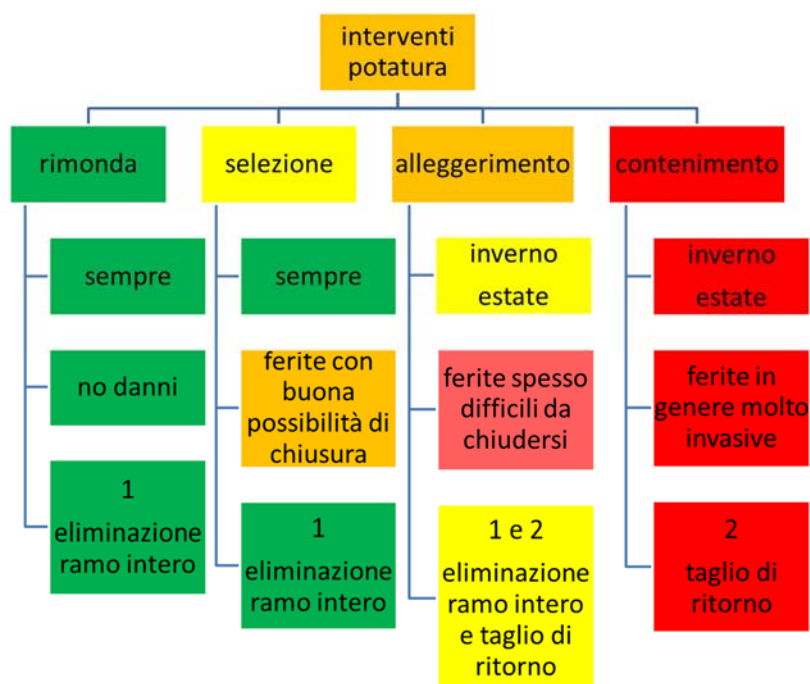 interventi
potatura
rimonda
selezione
alleggerimento
contenimento
sempre
sempre
inverno
estate
inverno
estate
no danni
ferite con
buona
possibilità di
chiusura
ferite spesso
difficili da
chiudersi
ferite in
genere molto
invasive
1
eliminazione
ramo intero
1
eliminazione
ramo intero
1 e 2
eliminazione
ramo intero
e taglio di
ritorno
2
taglio di
ritorno